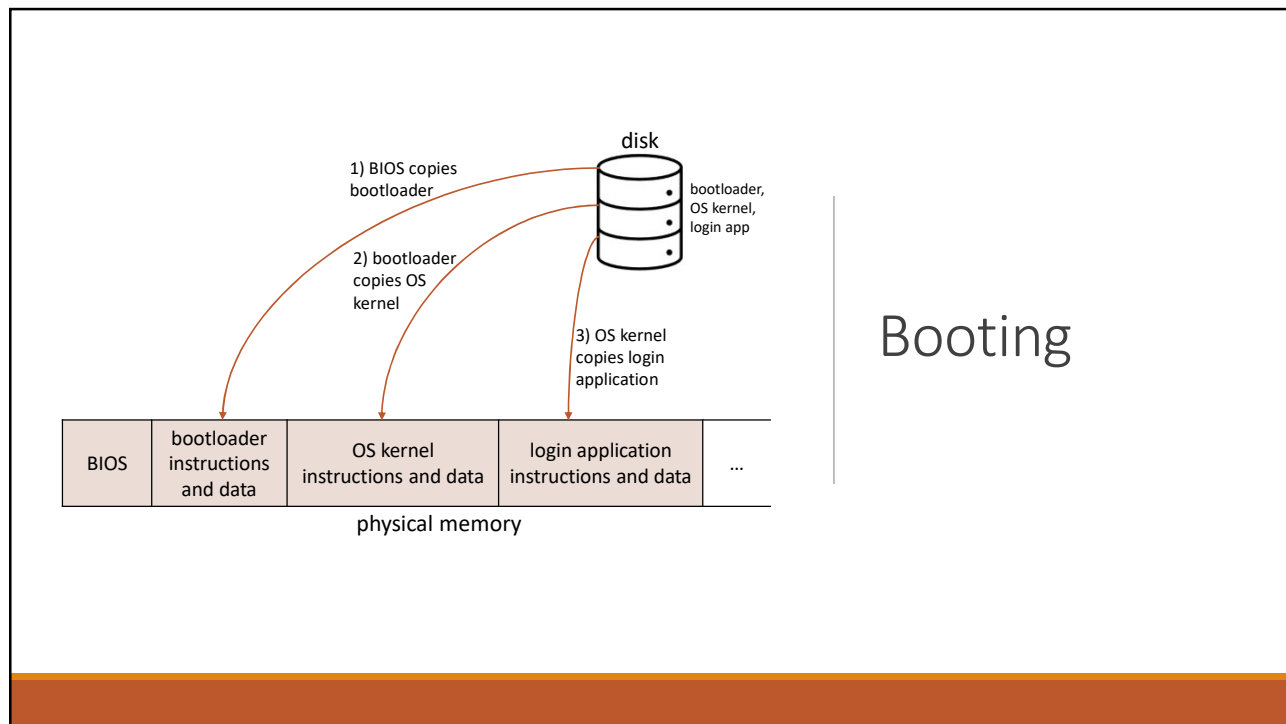 disk
1) BIOS copies
bootloader
bootloader,
OS kernel,
login app
2) bootloader
copies OS
kernel
3) OS kernel
copies login
application
Booting
BIOS
bootloader
instructions
and data
OS kernel
instructions and data
login application
instructions and data
...
physical memory